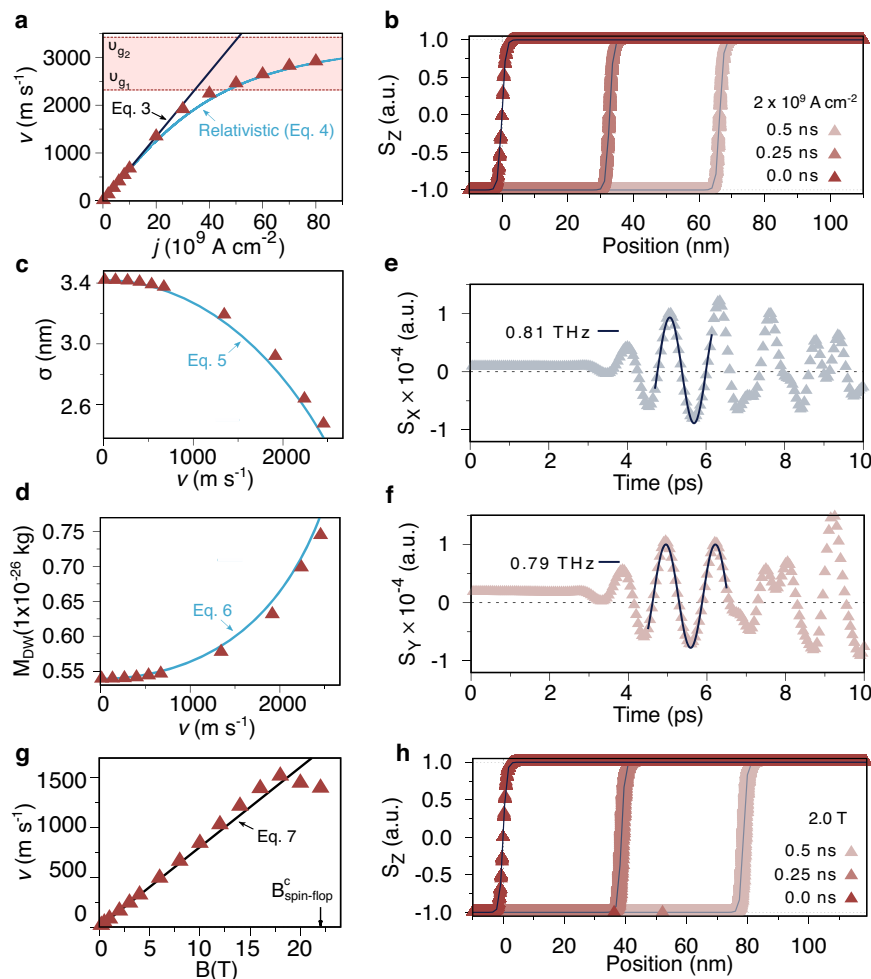 a
3000
2000
1000
0
v (m s⁻¹)
υg₂
υg₁
Eq. 3
Relativistic (Eq. 4)
0 20 40 60 80
j (10⁹ A cm⁻²)
b
1.0
0.5
0.0
-0.5
-1.0
S_Z (a.u.)
2 x 10⁹ A cm⁻²
0.5 ns
0.25 ns
0.0 ns
0 20 40 60 80 100
Position (nm)
c
3.4
3.0
2.6
σ (nm)
Eq. 5
0 1000 2000
v (m s⁻¹)
e
1
0
-1
S_X × 10⁻⁴ (a.u.)
0.81 THz
0 2 4 6 8 10
Time (ps)
d
0.75
0.70
0.65
0.60
0.55
M_DW(1x10⁻²⁶ kg)
Eq. 6
0 1000 2000
v (m s⁻¹)
f
1
0
-1
S_Y × 10⁻⁴ (a.u.)
0.79 THz
0 2 4 6 8 10
Time (ps)
g
1500
1000
500
0
v (m s⁻¹)
Eq. 7
B^c_spin-flop
0 5 10 15 20
B(T)
h
1.0
0.5
0.0
-0.5
-1.0
S_Z (a.u.)
2.0 T
0.5 ns
0.25 ns
0.0 ns
0 20 40 60 80 100
Position (nm)